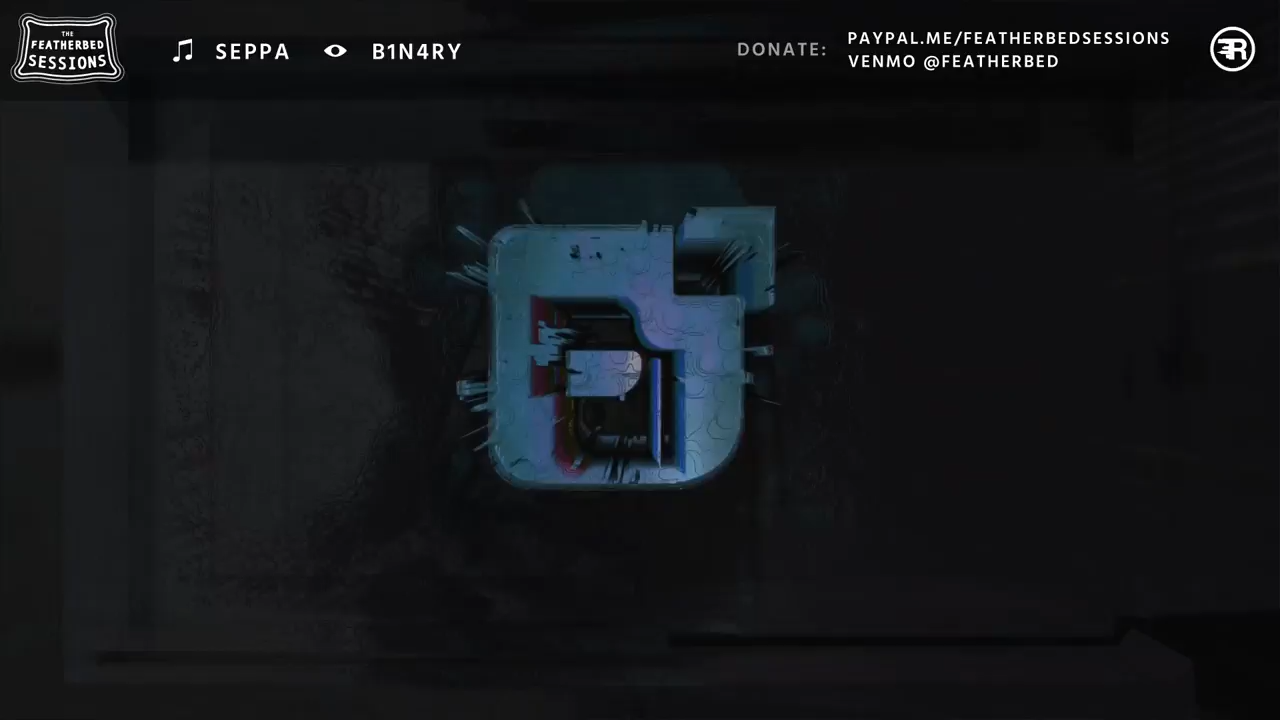 THE
FEATHERBED
SESSIONS
SEPPA
B1N4RY
DONATE:
PAYPAL.ME/FEATHERBEDSESSIONS
VENMO @FEATHERBED